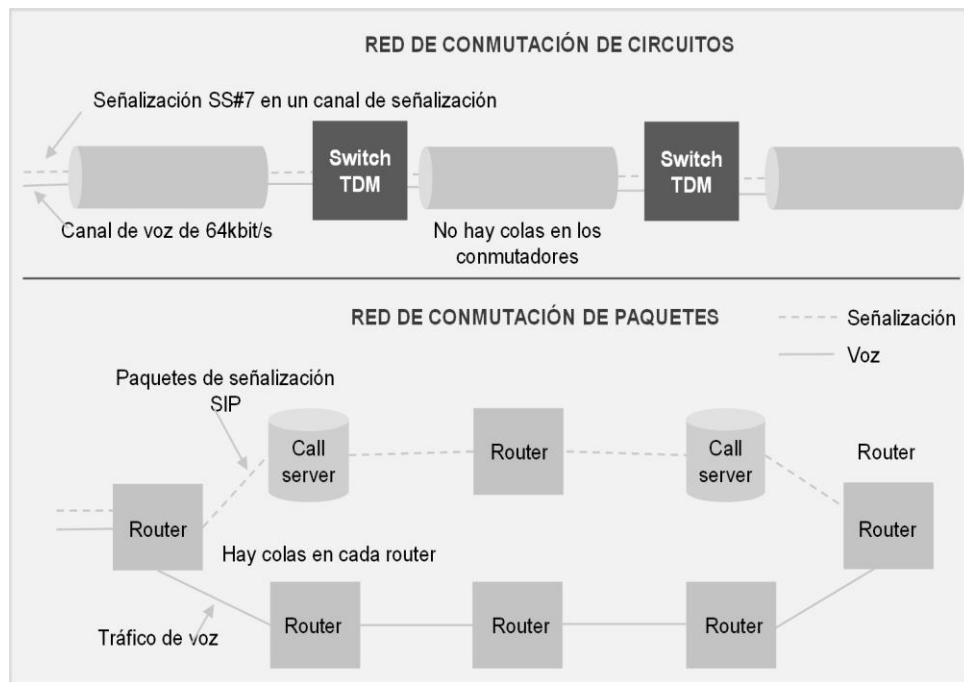 RED DE CONMUTACIÓN DE CIRCUITOS
Señalización SS#7 en un canal de señalización
Switch
TDM
Switch
TDM
Canal de voz de 64kbit/s
No hay colas en los
conmutadores
RED DE CONMUTACIÓN DE PAQUETES
Señalización
Voz
Paquetes de señalización
SIP
Call
server
Router
Call
server
Router
Router
Router
Hay colas en cada router
Router
Router
Router
Tráfico de voz